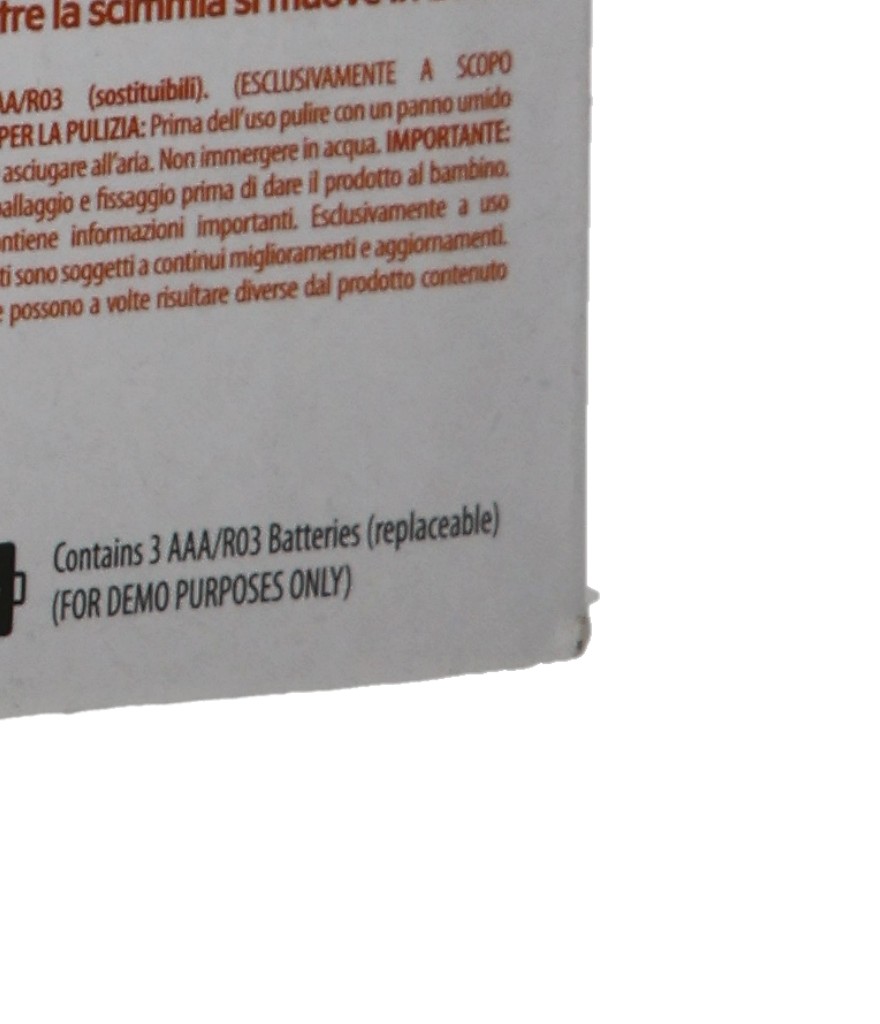 la scimmia si muove in
AA/R03 (sostituibili). (ESCLUSIVAMENTE A SCOPO
PER LA PULIZIA: Prima dell'uso pulire con un panno umido
asciugare all'aria. Non immergere in acqua. IMPORTANTE:
allaggio e fissaggio prima di dare il prodotto al bambino.
ntiene informazioni importanti. Esclusivamente a uso
ti sono soggetti a continui miglioramenti e aggiornamenti.
e possono a volte risultare diverse dal prodotto contenuto
Contains 3 AAA/R03 Batteries (replaceable)
(FOR DEMO PURPOSES ONLY)